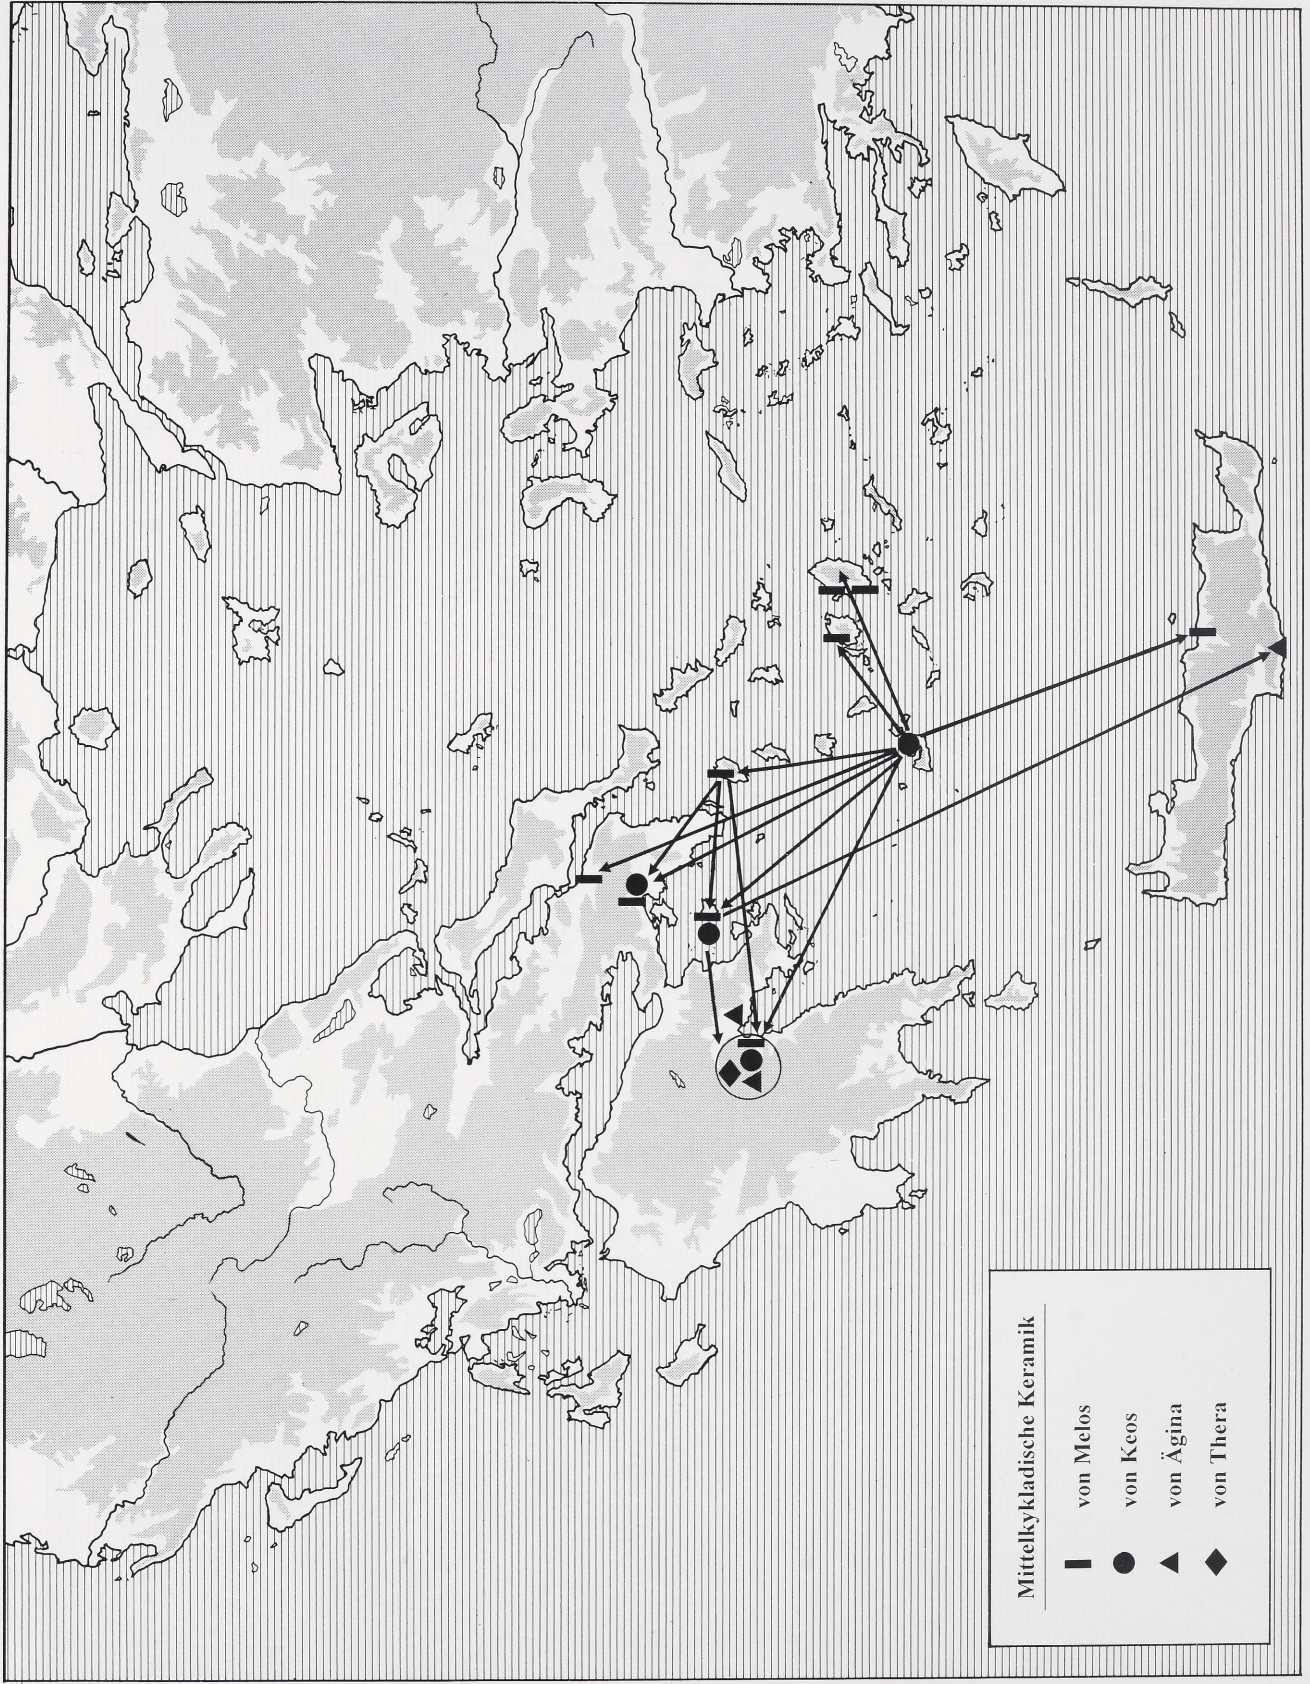 Mittelkykladische Keramik
von Melos
von Keos
von Ägina
von Thera